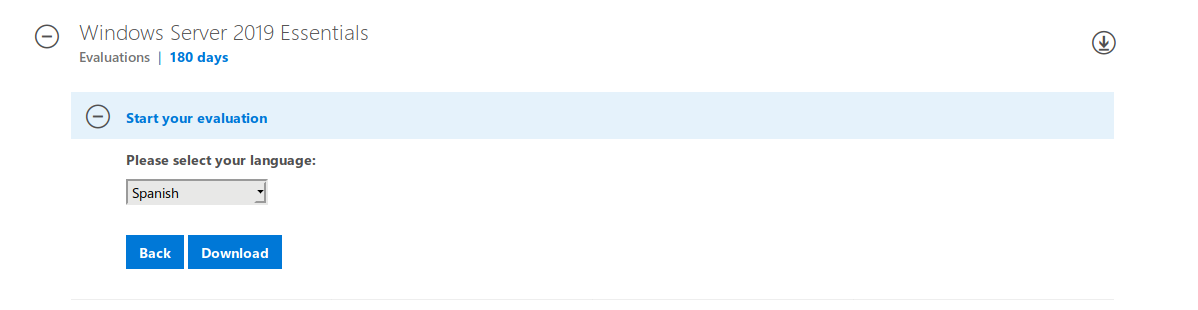 Windows Server 2019 Essentials
Evaluations | 180 days
Start your evaluation
Please select your language:
Spanish
Back Download